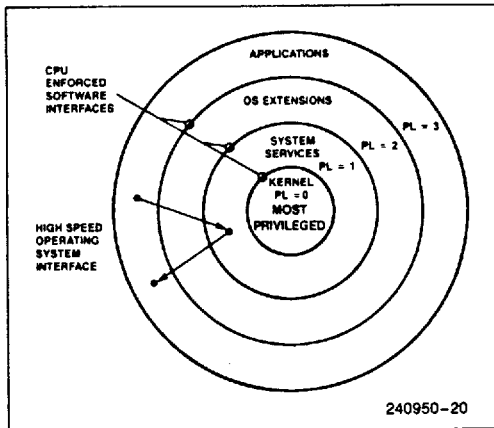 APPLICATIONS
CPU
ENFORCED
SOFTWARE
INTERFACES
OS EXTENSIONS
PL = 3
SYSTEM
SERVICES
PL = 2
PL = 1
KERNEL
PL = 0
MOST
PRIVILEGED
HIGH SPEED
OPERATING
SYSTEM
INTERFACE
240950-20